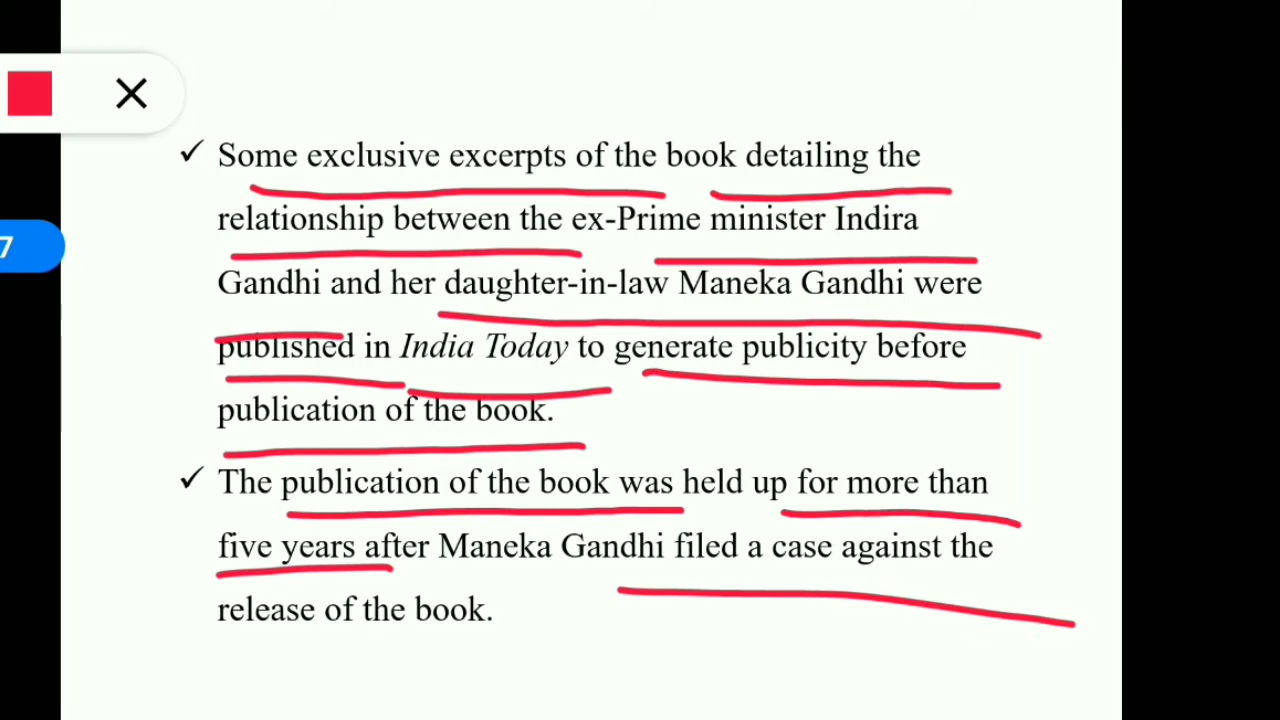 7
✓ Some exclusive excerpts of the book detailing the
relationship between the ex-Prime minister Indira
Gandhi and her daughter-in-law Maneka Gandhi were
published in India Today to generate publicity before
publication of the book.
✓ The publication of the book was held up for more than
five years after Maneka Gandhi filed a case against the
release of the book.